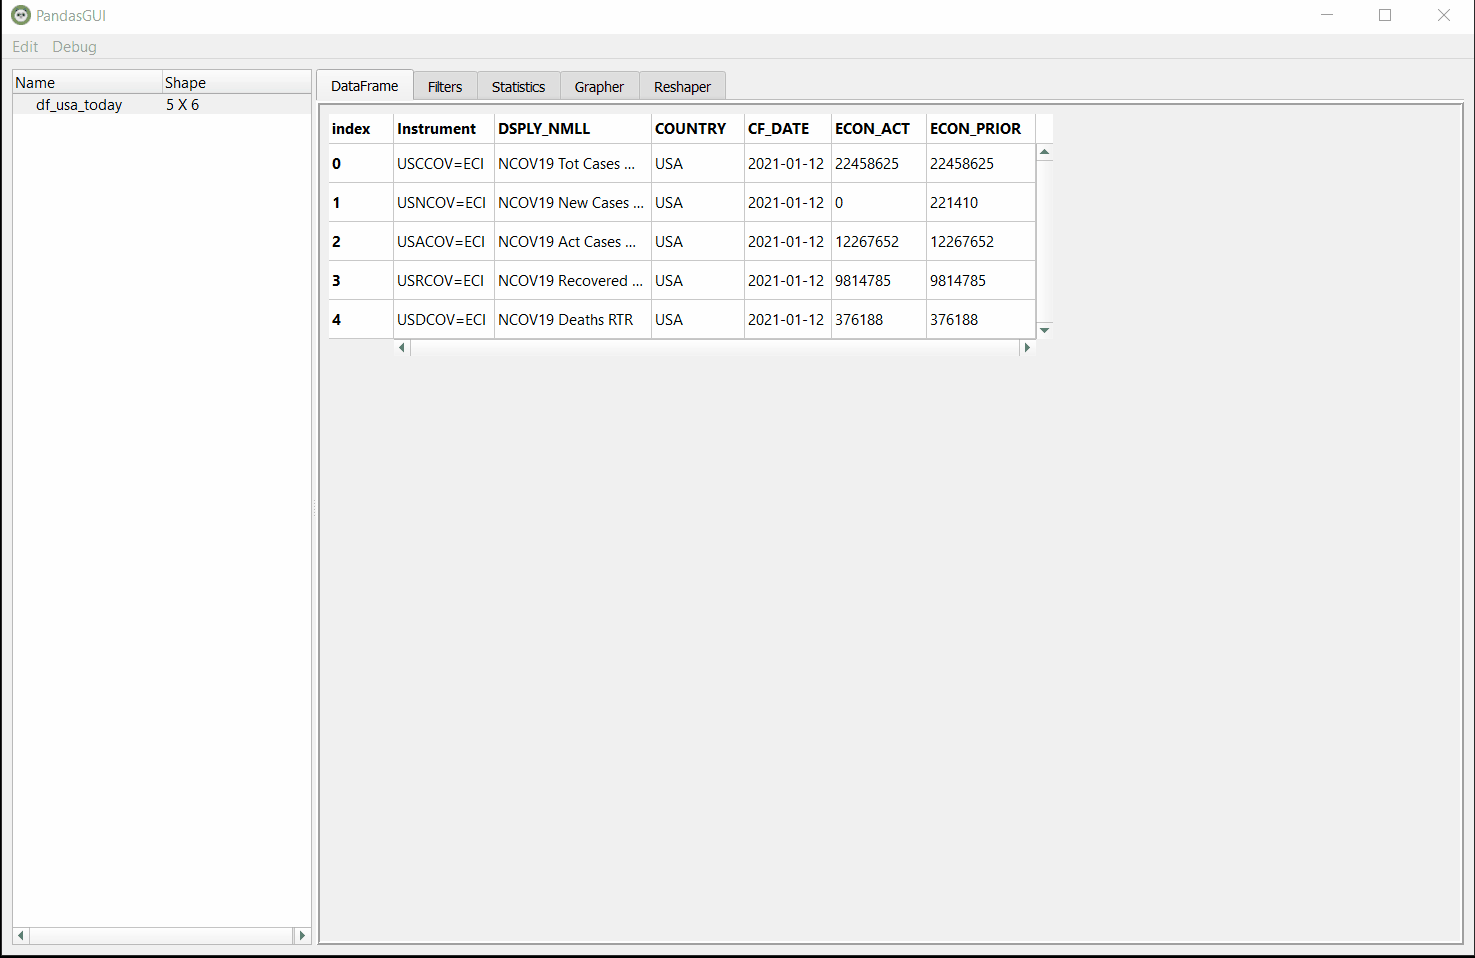 PandasGUI
Edit Debug
Name Shape
df_usa_today 5 X 6
DataFrame Filters Statistics Grapher Reshaper
index Instrument DSPLY_NMLL COUNTRY CF_DATE ECON_ACT ECON_PRIOR
0 USCCOV=ECI NCOV19 Tot Cases ... USA 2021-01-12 22458625 22458625
1 USNCOV=ECI NCOV19 New Cases ... USA 2021-01-12 0 221410
2 USACOV=ECI NCOV19 Act Cases ... USA 2021-01-12 12267652 12267652
3 USRCOV=ECI NCOV19 Recovered ... USA 2021-01-12 9814785 9814785
4 USDCOV=ECI NCOV19 Deaths RTR USA 2021-01-12 376188 376188